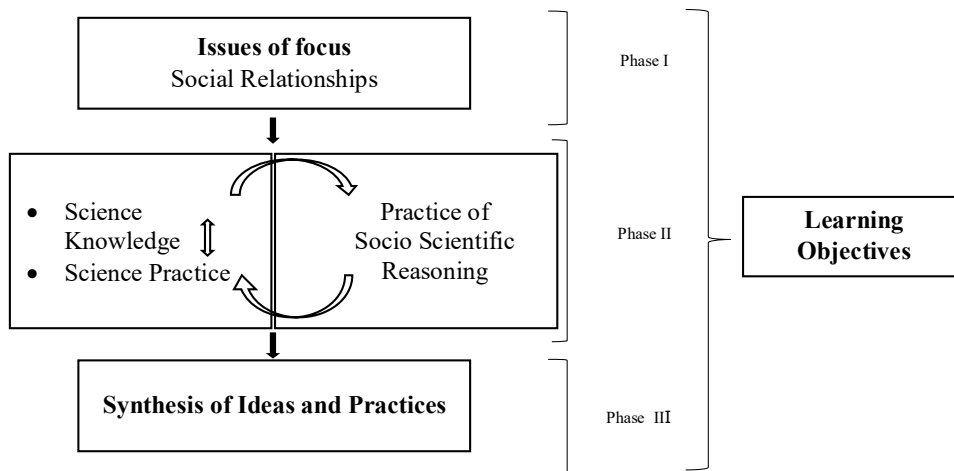 Issues of focus
Social Relationships
Phase I
• Science
Knowledge
• Science Practice
Practice of
Socio Scientific
Reasoning
Phase II
Learning
Objectives
Synthesis of Ideas and Practices
Phase III